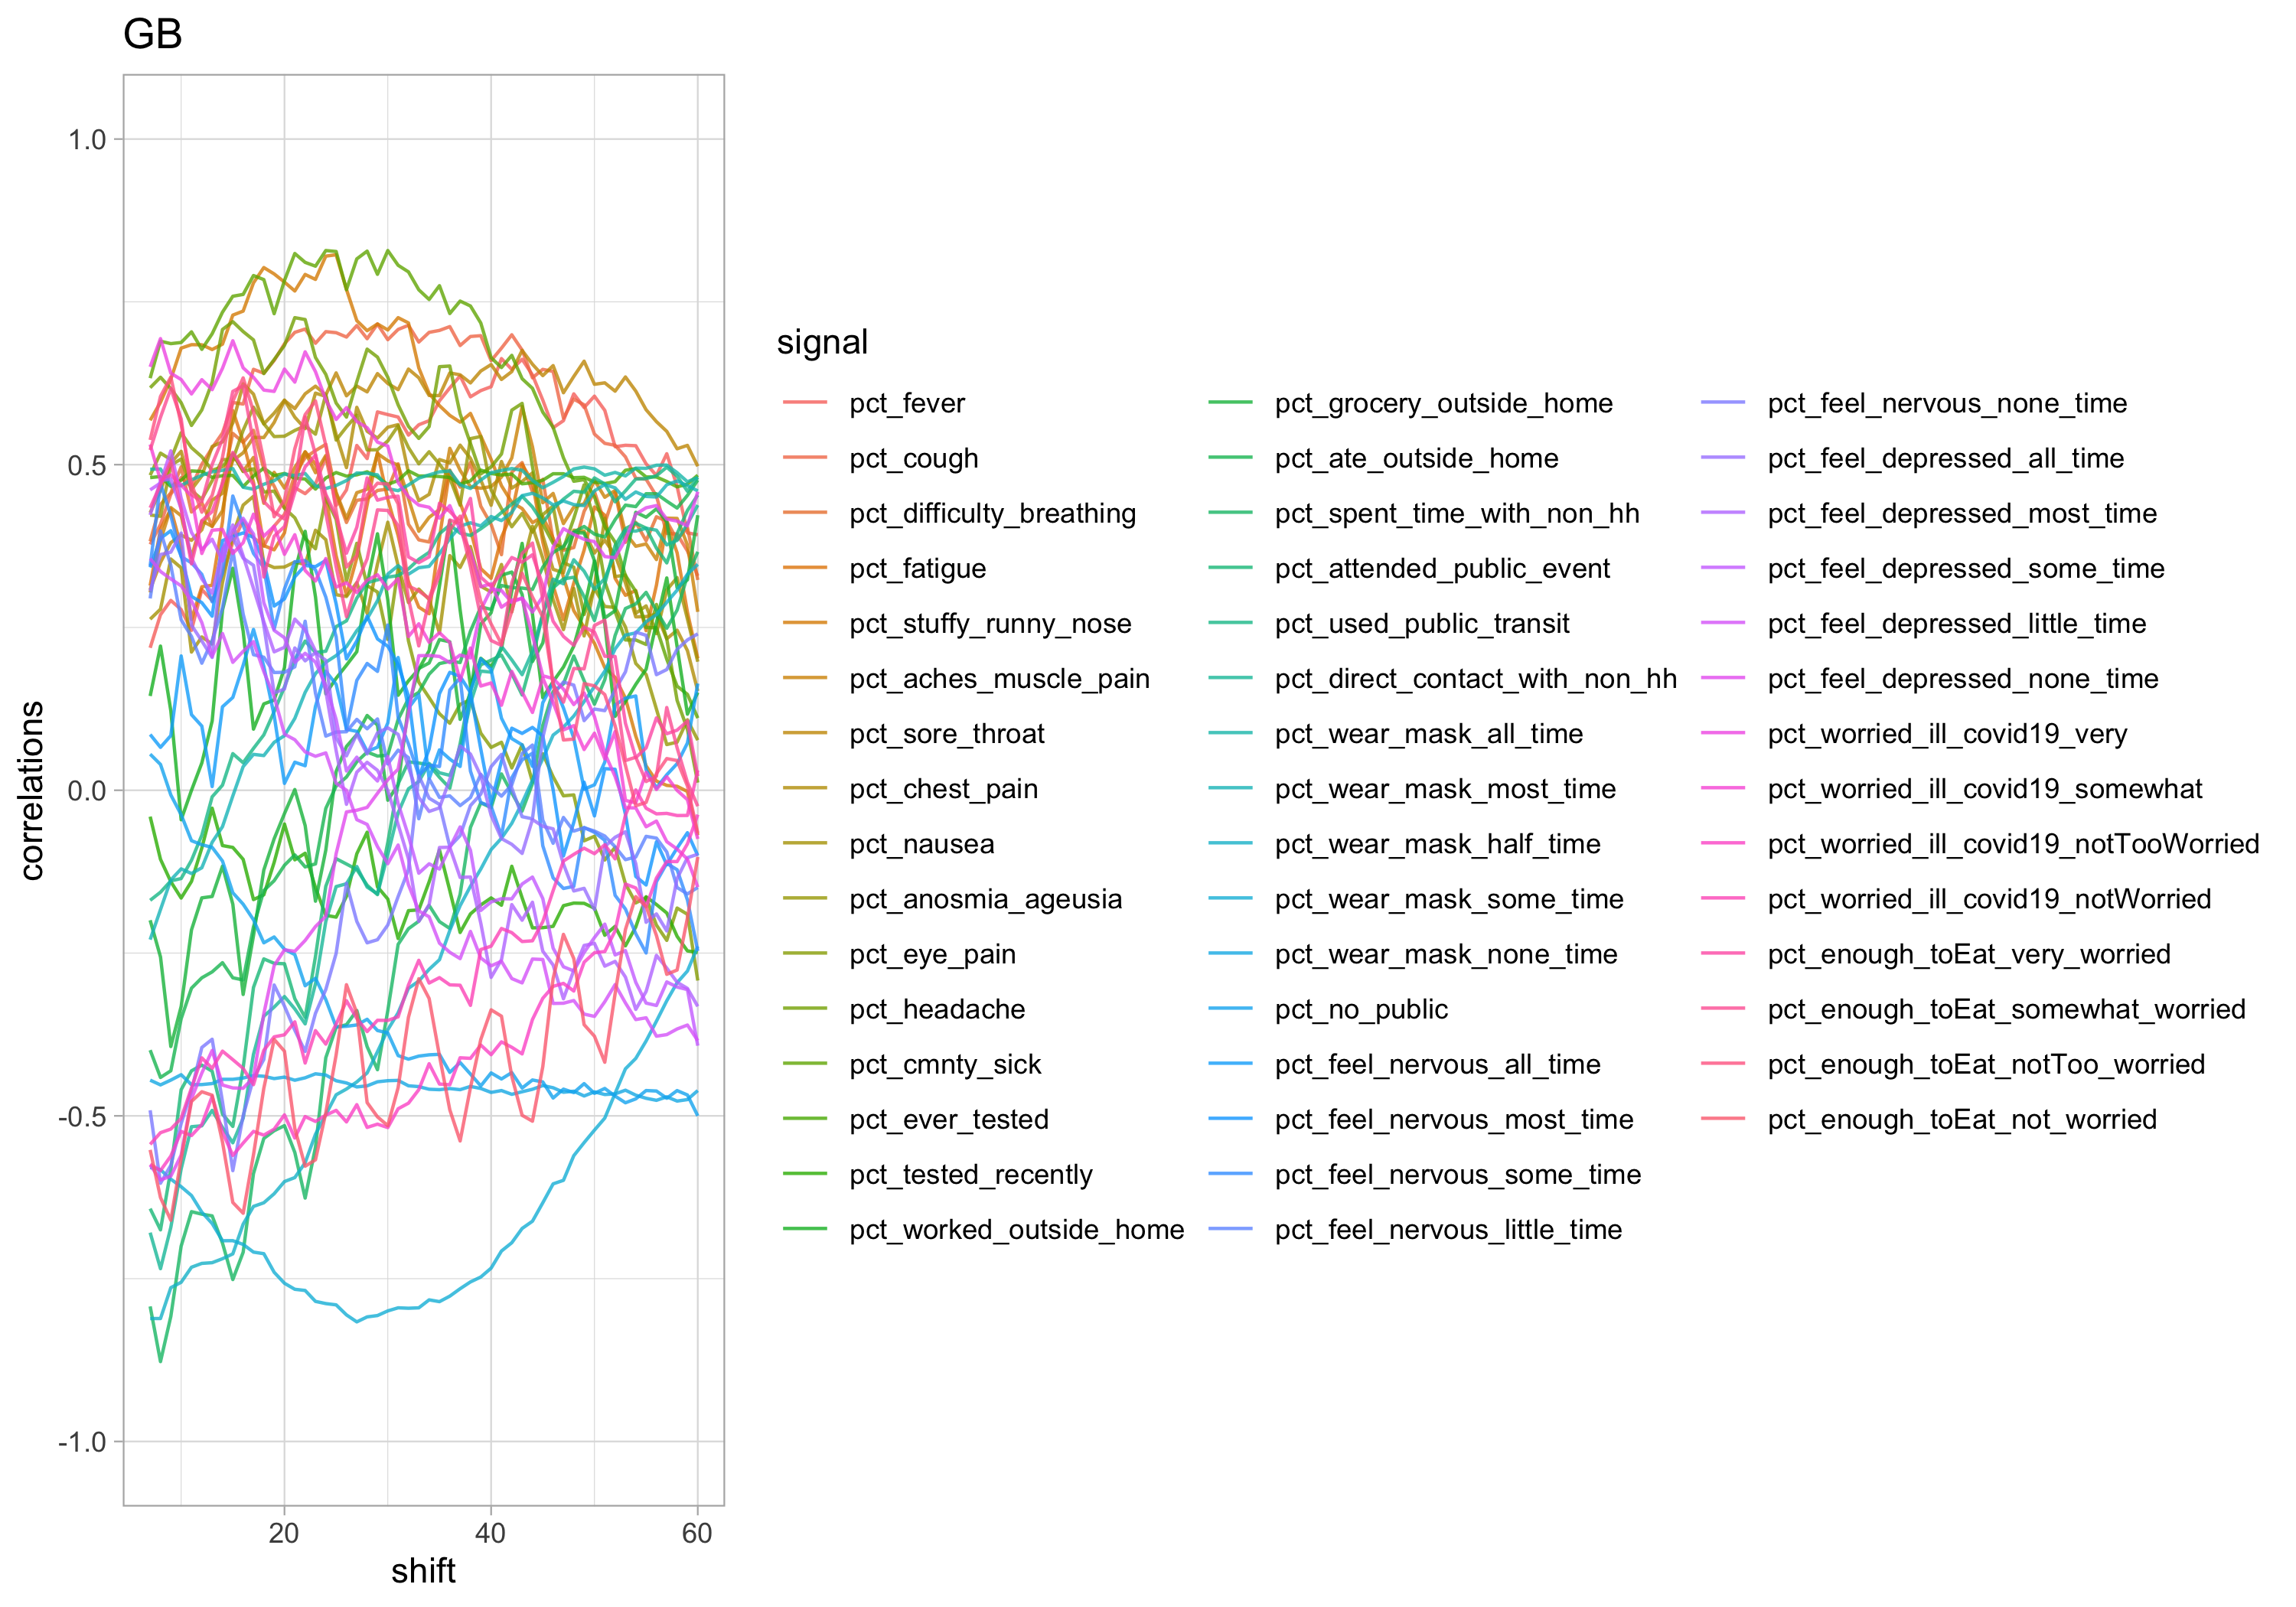 GB
correlations
1.0
0.5
0.0
-0.5
-1.0
20
40
60
shift
signal
pct_fever
pct_cough
pct_difficulty_breathing
pct_fatigue
pct_stuffy_runny_nose
pct_aches_muscle_pain
pct_sore_throat
pct_chest_pain
pct_nausea
pct_anosmia_ageusia
pct_eye_pain
pct_headache
pct_cmnty_sick
pct_ever_tested
pct_tested_recently
pct_worked_outside_home
pct_grocery_outside_home
pct_ate_outside_home
pct_spent_time_with_non_hh
pct_attended_public_event
pct_used_public_transit
pct_direct_contact_with_non_hh
pct_wear_mask_all_time
pct_wear_mask_most_time
pct_wear_mask_half_time
pct_wear_mask_some_time
pct_wear_mask_none_time
pct_no_public
pct_feel_nervous_all_time
pct_feel_nervous_most_time
pct_feel_nervous_some_time
pct_feel_nervous_little_time
pct_feel_nervous_none_time
pct_feel_depressed_all_time
pct_feel_depressed_most_time
pct_feel_depressed_some_time
pct_feel_depressed_little_time
pct_feel_depressed_none_time
pct_worried_ill_covid19_very
pct_worried_ill_covid19_somewhat
pct_worried_ill_covid19_notTooWorried
pct_worried_ill_covid19_notWorried
pct_enough_toEat_very_worried
pct_enough_toEat_somewhat_worried
pct_enough_toEat_notToo_worried
pct_enough_toEat_not_worried